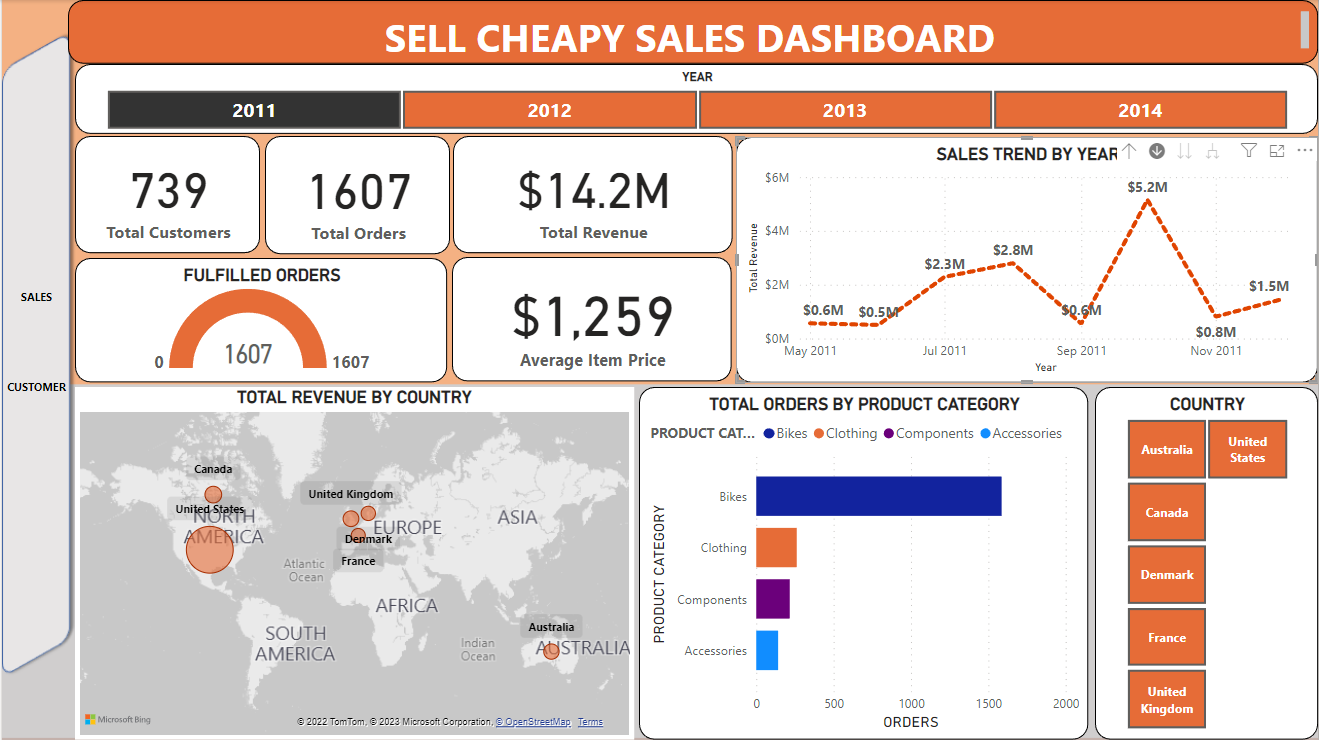 SELL CHEAPY SALES DASHBOARD
YEAR
2011
2012
2013
2014
SALES
CUSTOMER
739
Total Customers
1607
Total Orders
$14.2M
Total Revenue
FULFILLED ORDERS
1607
0
1607
$1,259
Average Item Price
SALES TREND BY YEAR
Total Revenue
$6M
$4M
$2M
$0M
$0.6M
$0.5M
$2.3M
$2.8M
$0.6M
$5.2M
$0.8M
$1.5M
May 2011
Jul 2011
Sep 2011
Nov 2011
Year
TOTAL REVENUE BY COUNTRY
Canada
United States
NORTH
AMERICA
United Kingdom
EUROPE
Denmark
France
ASIA
Atlantic
Ocean
AFRICA
SOUTH
AMERICA
Indian
Ocean
Australia
AUSTRALIA
Microsoft Bing
© 2022 TomTom, © 2023 Microsoft Corporation, © OpenStreetMap Terms
TOTAL ORDERS BY PRODUCT CATEGORY
PRODUCT CAT... Bikes Clothing Components Accessories
PRODUCT CATEGORY
Bikes
Clothing
Components
Accessories
0 500 1000 1500 2000
ORDERS
COUNTRY
Australia
United
States
Canada
Denmark
France
United
Kingdom